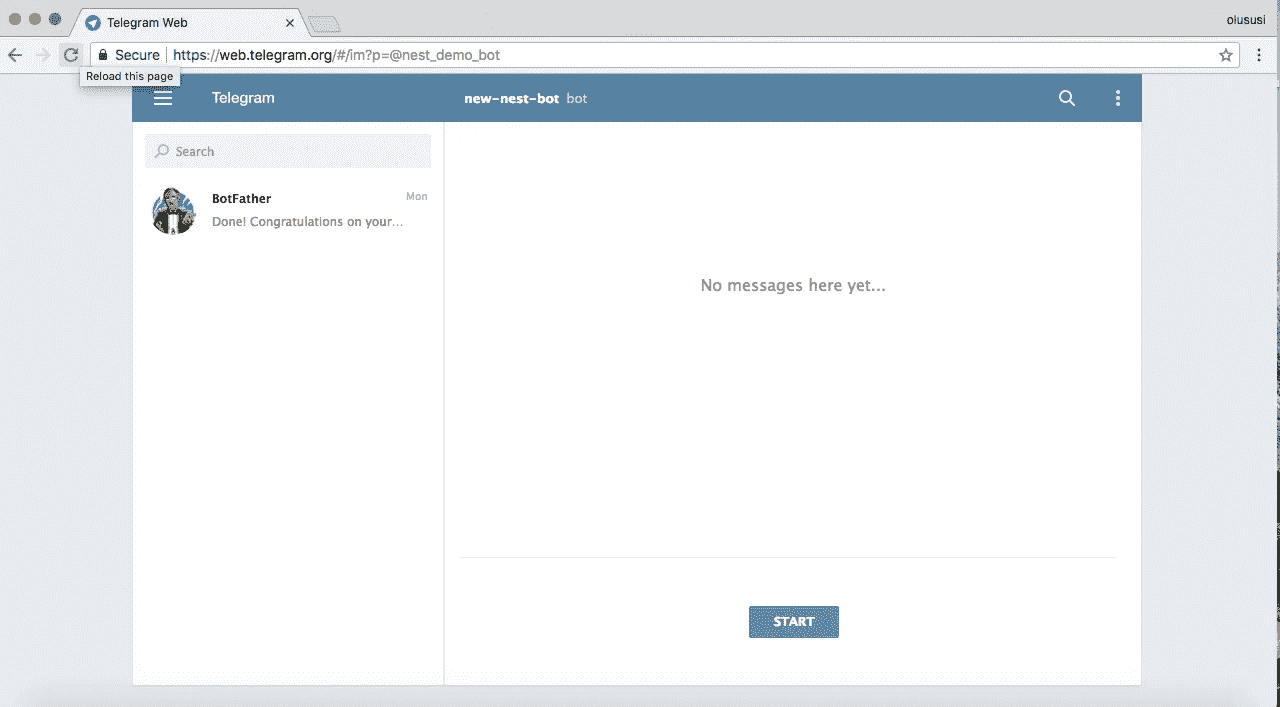 Telegram Web
olususi
Secure https://web.telegram.org/#/im?p=@nest_demo_bot
Reload this page
Telegram
new-nest-bot bot
Search
BotFather Mon
Done! Congratulations on your...
No messages here yet...
START